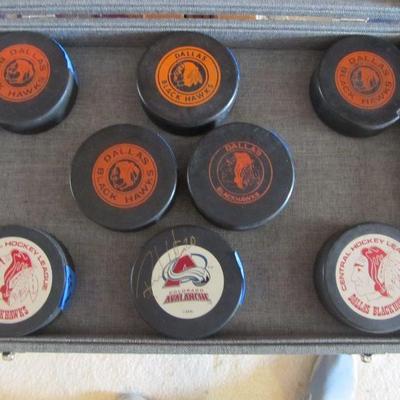 DALLAS
BLACK HAWKS
DALLAS
BLACK HAWKS
DALLAS
BLACK HAWKS
DALLAS
BLACK HAWKS
DALLAS
BLACKHAWKS
HOCKEY LEAGUE
COLORADO
AVALANCHE
CENTRAL HOCKEY LEAGUE
DALLAS BLACKHAWKS